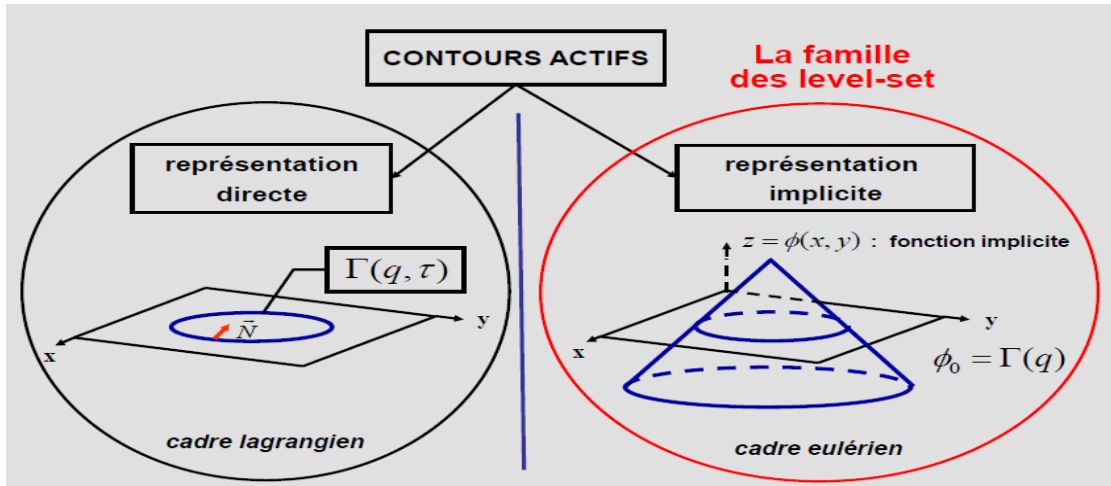 CONTOURS ACTIFS
La famille
des level-set
représentation
directe
Γ(q, τ)
N⃗
x
y
cadre lagrangien
représentation
implicite
z = ϕ(x, y) : fonction implicite
x
y
ϕ₀ = Γ(q)
cadre eulérien